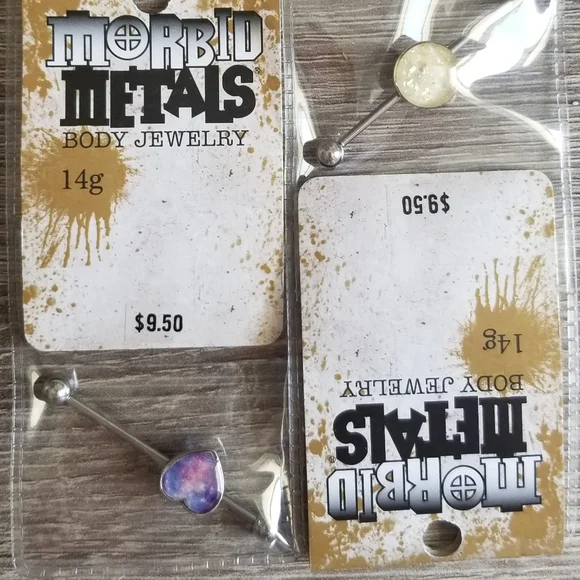 MORBID
METALS
BODY JEWELRY
14g
$9.50
MORBID
METALS
BODY JEWELRY
14g
$9.50